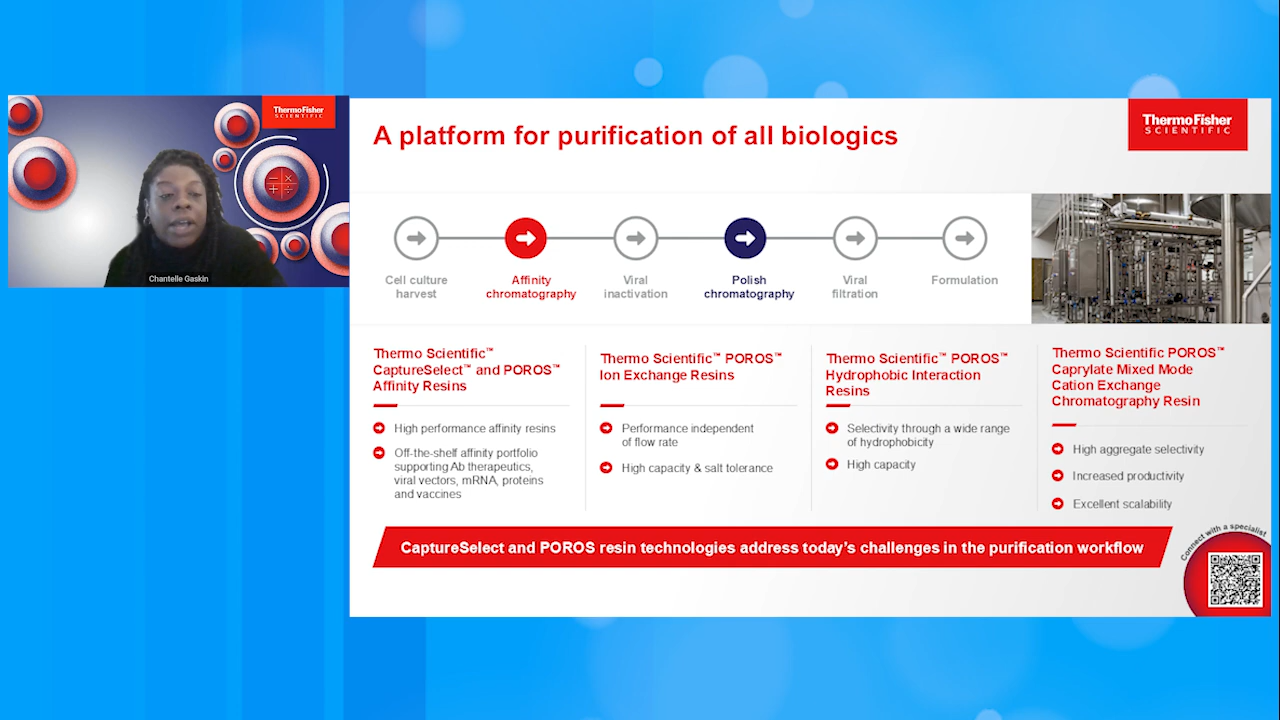 ThermoFisher
SCIENTIFIC
Chantelle Gaskin
A platform for purification of all biologics
ThermoFisher
SCIENTIFIC
Cell culture
harvest
Affinity
chromatography
Viral
inactivation
Polish
chromatography
Viral
filtration
Formulation
Thermo Scientific™
CaptureSelect™ and POROS™
Affinity Resins
High performance affinity resins
Off-the-shelf affinity portfolio
supporting Ab therapeutics,
viral vectors, mRNA, proteins
and vaccines
Thermo Scientific™ POROS™
Ion Exchange Resins
Performance independent
of flow rate
High capacity & salt tolerance
Thermo Scientific™ POROS™
Hydrophobic Interaction
Resins
Selectivity through a wide range
of hydrophobicity
High capacity
Thermo Scientific POROS™
Caprylate Mixed Mode
Cation Exchange
Chromatography Resin
High aggregate selectivity
Increased productivity
Excellent scalability
CaptureSelect and POROS resin technologies address today's challenges in the purification workflow
Connect with a specialist